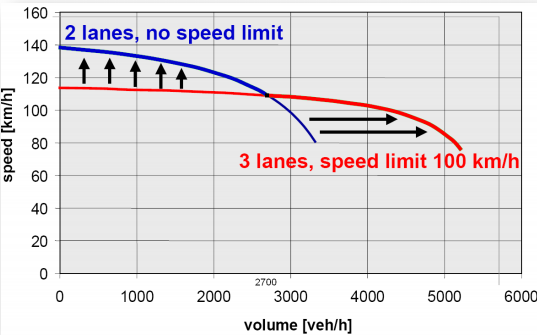 160
2 lanes, no speed limit
140
120
100
3 lanes, speed limit 100 km/h
80
60
40
20
0
speed [km/h]
2700
0 1000 2000 3000 4000 5000 6000
volume [veh/h]